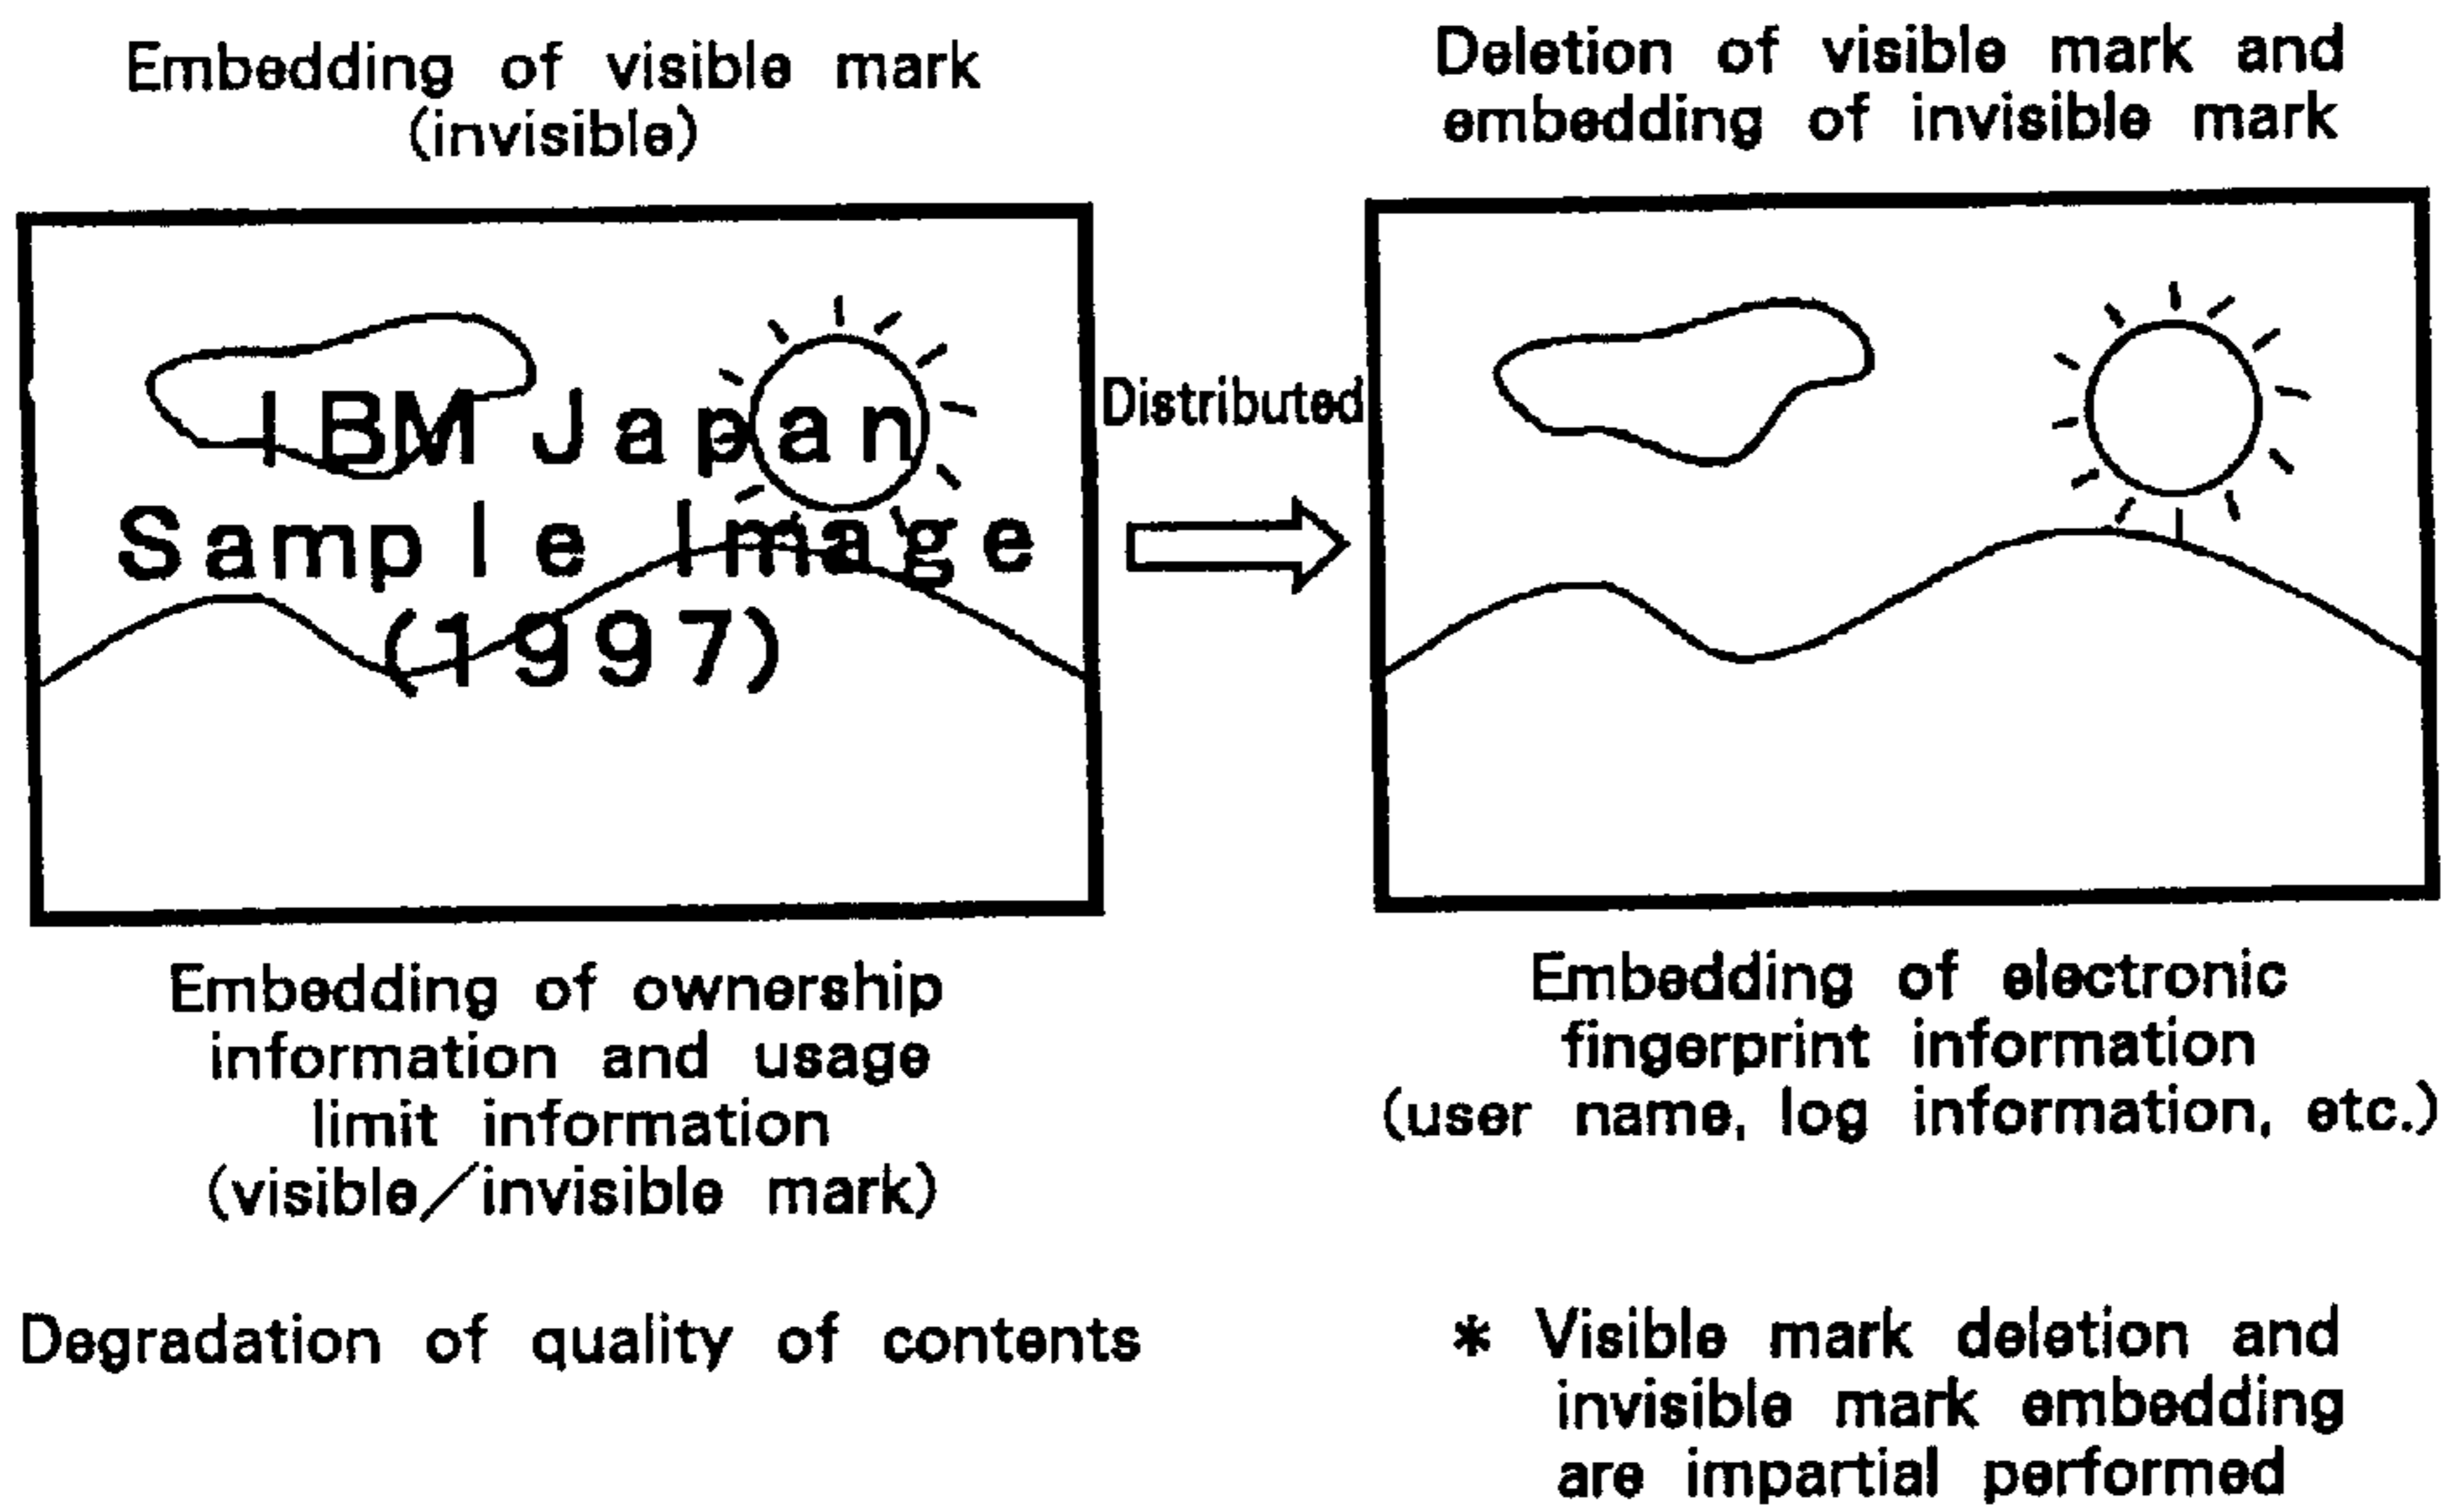 Embedding of visible mark
(invisible)
IBM Japan
Sample Image
(1997)
Embedding of ownership
information and usage
limit information
(visible/invisible mark)
Degradation of quality of contents
Distributed
Deletion of visible mark and
embedding of invisible mark
Embedding of electronic
fingerprint information
(user name, log information, etc.)
* Visible mark deletion and
invisible mark embedding
are impartial performed